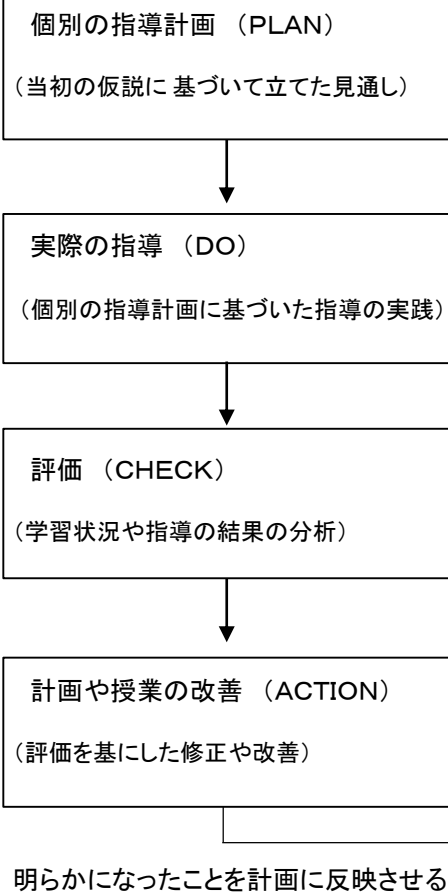 個別の指導計画 （PLAN）
（当初の仮説に 基づいて立てた見通し）
実際の指導 （DO）
（個別の指導計画に基づいた指導の実践）
評価 （CHECK）
（学習状況や指導の結果の分析）
計画や授業の改善 （ACTION）
（評価を基にした修正や改善）
明らかになったことを計画に反映させる